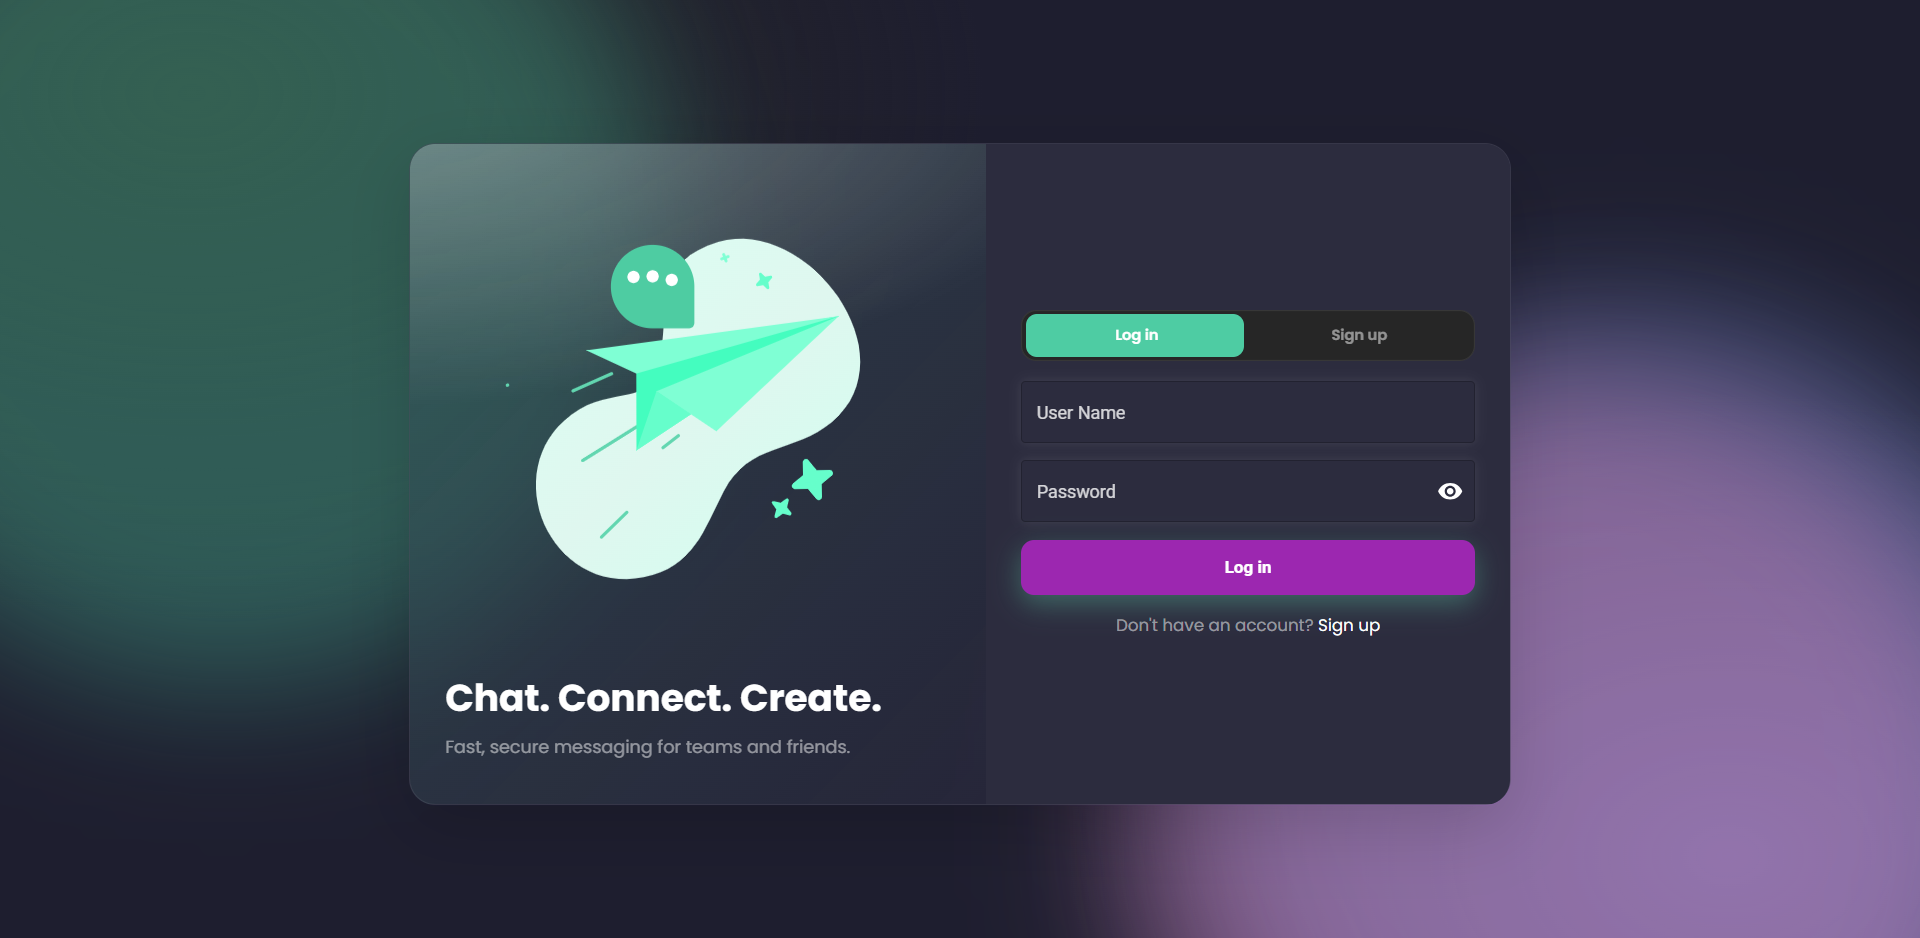 Log in
Sign up
User Name
Password
Log in
Don't have an account? Sign up
Chat. Connect. Create.
Fast, secure messaging for teams and friends.